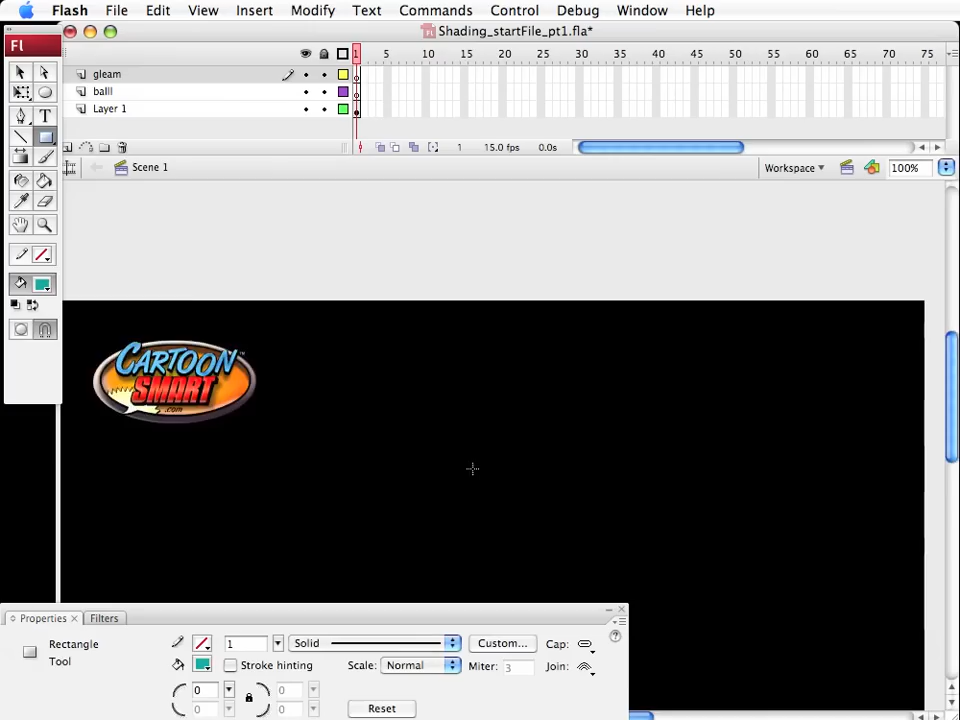 Flash File Edit View Insert Modify Text Commands Control Debug Window Help
Shading_startFile_pt1.fla*
Fl
1 5 10 15 20 25 30 35 40 45 50 55 60 65 70 75
gleam
balll
Layer 1
1 15.0 fps 0.0s
Scene 1 Workspace 100%
CARTOON
SMART
.com
Properties Filters
Rectangle
Tool
1 Solid Custom... Cap:
Stroke hinting Scale: Normal Miter: 3 Join:
0 0
0 0 Reset